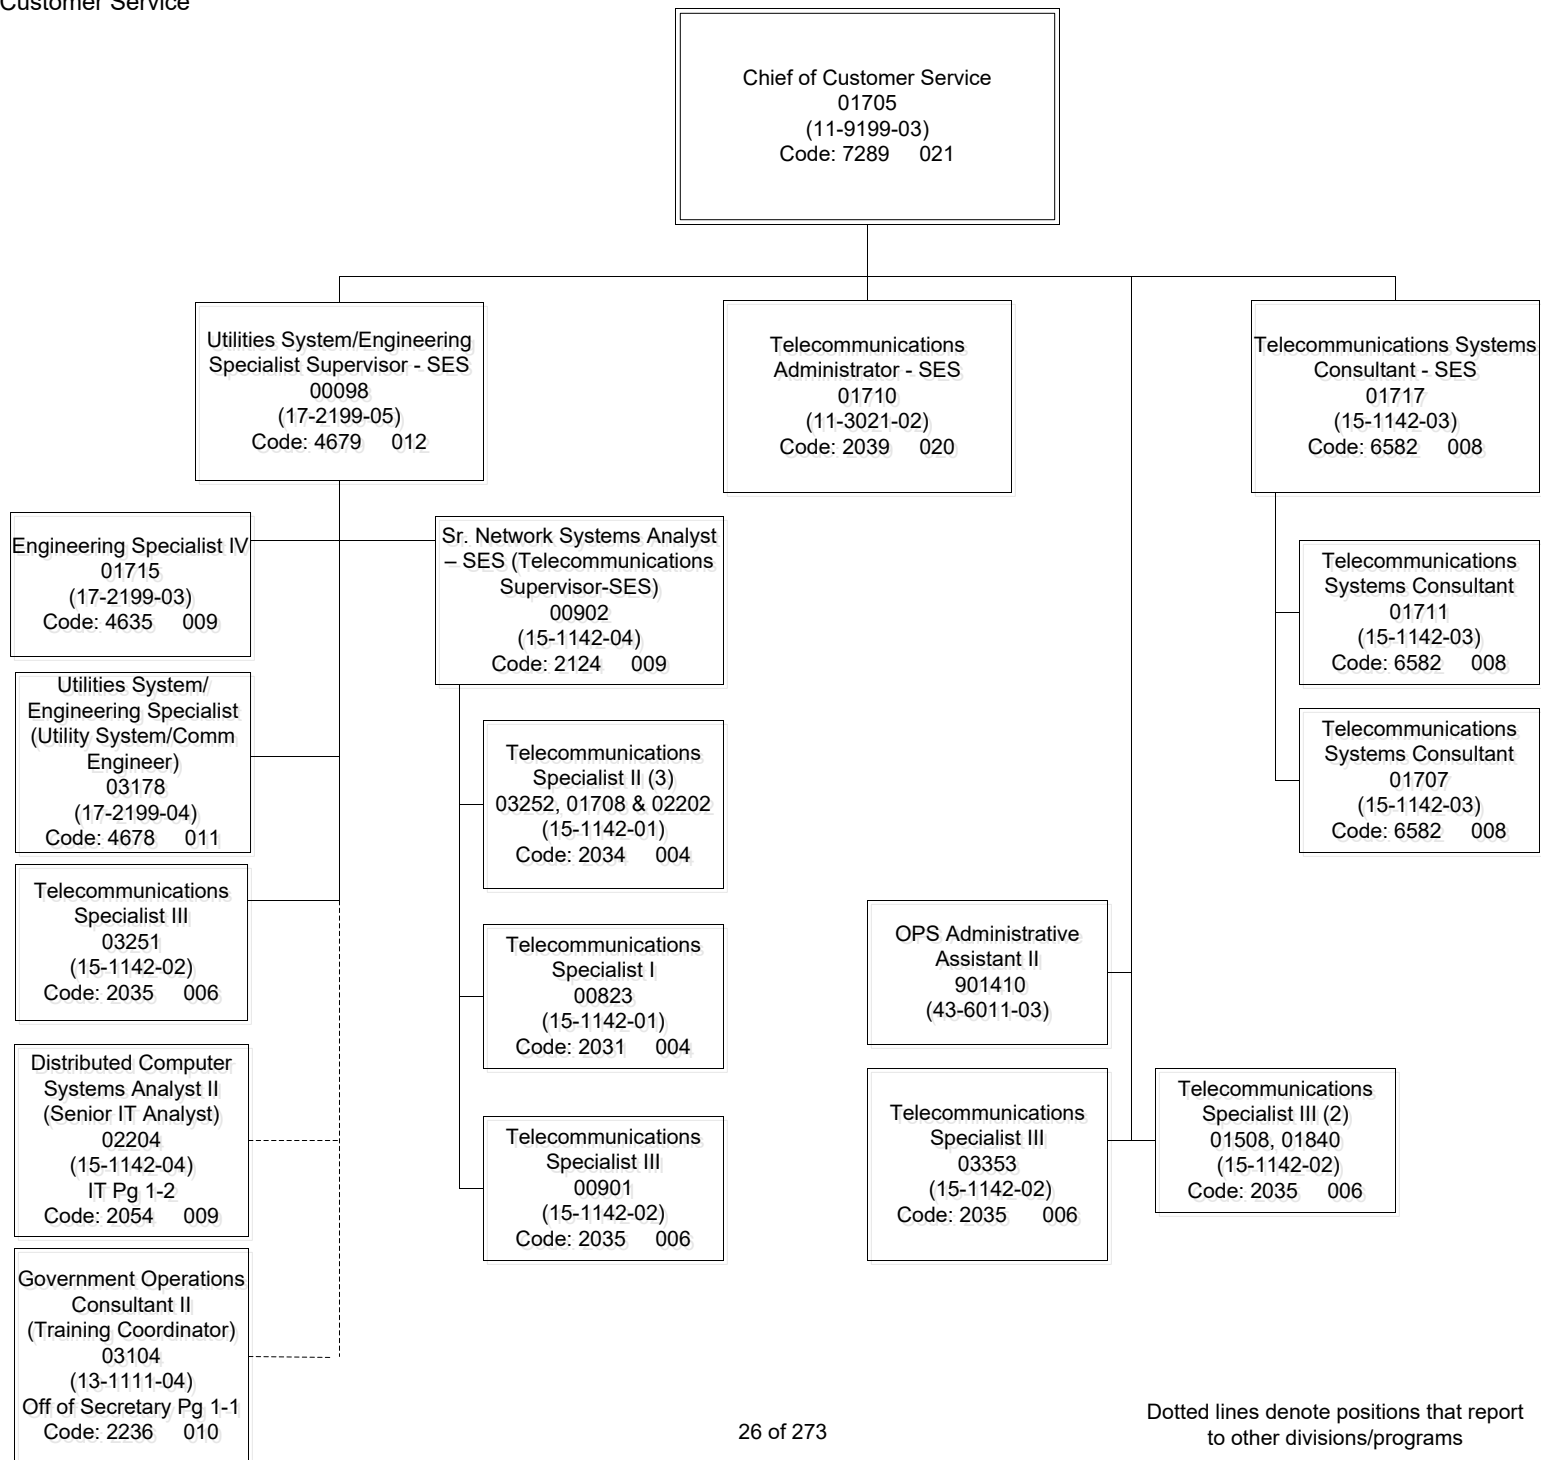 Customer Service
Chief of Customer Service
01705
(11-9199-03)
Code: 7289 021
Utilities System/Engineering
Specialist Supervisor - SES
00098
(17-2199-05)
Code: 4679 012
Telecommunications
Administrator - SES
01710
(11-3021-02)
Code: 2039 020
Telecommunications Systems
Consultant - SES
01717
(15-1142-03)
Code: 6582 008
Engineering Specialist IV
01715
(17-2199-03)
Code: 4635 009
Sr. Network Systems Analyst
– SES (Telecommunications
Supervisor-SES)
00902
(15-1142-04)
Code: 2124 009
Telecommunications
Systems Consultant
01711
(15-1142-03)
Code: 6582 008
Utilities System/
Engineering Specialist
(Utility System/Comm
Engineer)
03178
(17-2199-04)
Code: 4678 011
Telecommunications
Specialist II (3)
03252, 01708 & 02202
(15-1142-01)
Code: 2034 004
Telecommunications
Systems Consultant
01707
(15-1142-03)
Code: 6582 008
Telecommunications
Specialist III
03251
(15-1142-02)
Code: 2035 006
Telecommunications
Specialist I
00823
(15-1142-01)
Code: 2031 004
OPS Administrative
Assistant II
901410
(43-6011-03)
Distributed Computer
Systems Analyst II
(Senior IT Analyst)
02204
(15-1142-04)
IT Pg 1-2
Code: 2054 009
Telecommunications
Specialist III
00901
(15-1142-02)
Code: 2035 006
Telecommunications
Specialist III
03353
(15-1142-02)
Code: 2035 006
Telecommunications
Specialist III (2)
01508, 01840
(15-1142-02)
Code: 2035 006
Government Operations
Consultant II
(Training Coordinator)
03104
(13-1111-04)
Off of Secretary Pg 1-1
Code: 2236 010
26 of 273
Dotted lines denote positions that report
to other divisions/programs